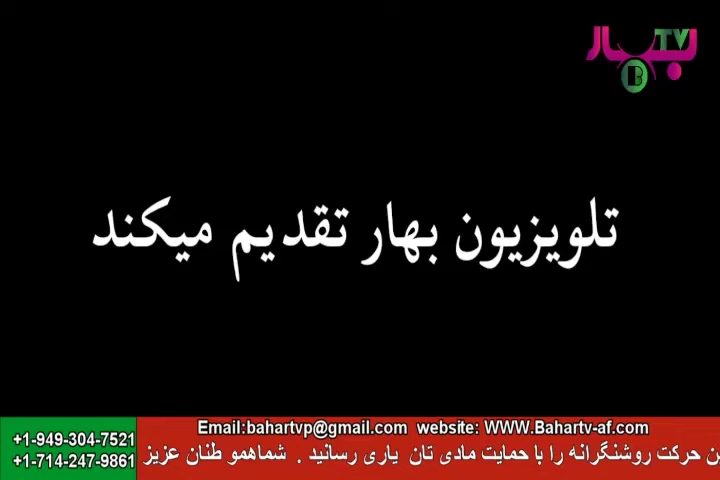 بهار TV
B
تلویزیون بهار تقدیم میکند
Email:bahartvp@gmail.com website: WWW.Bahartv-af.com
+1-949-304-7521
+1-714-247-9861
حرکت روشنگرانه را با حمایت مادی تان یاری رسانید . شماهمو طنان عزیز